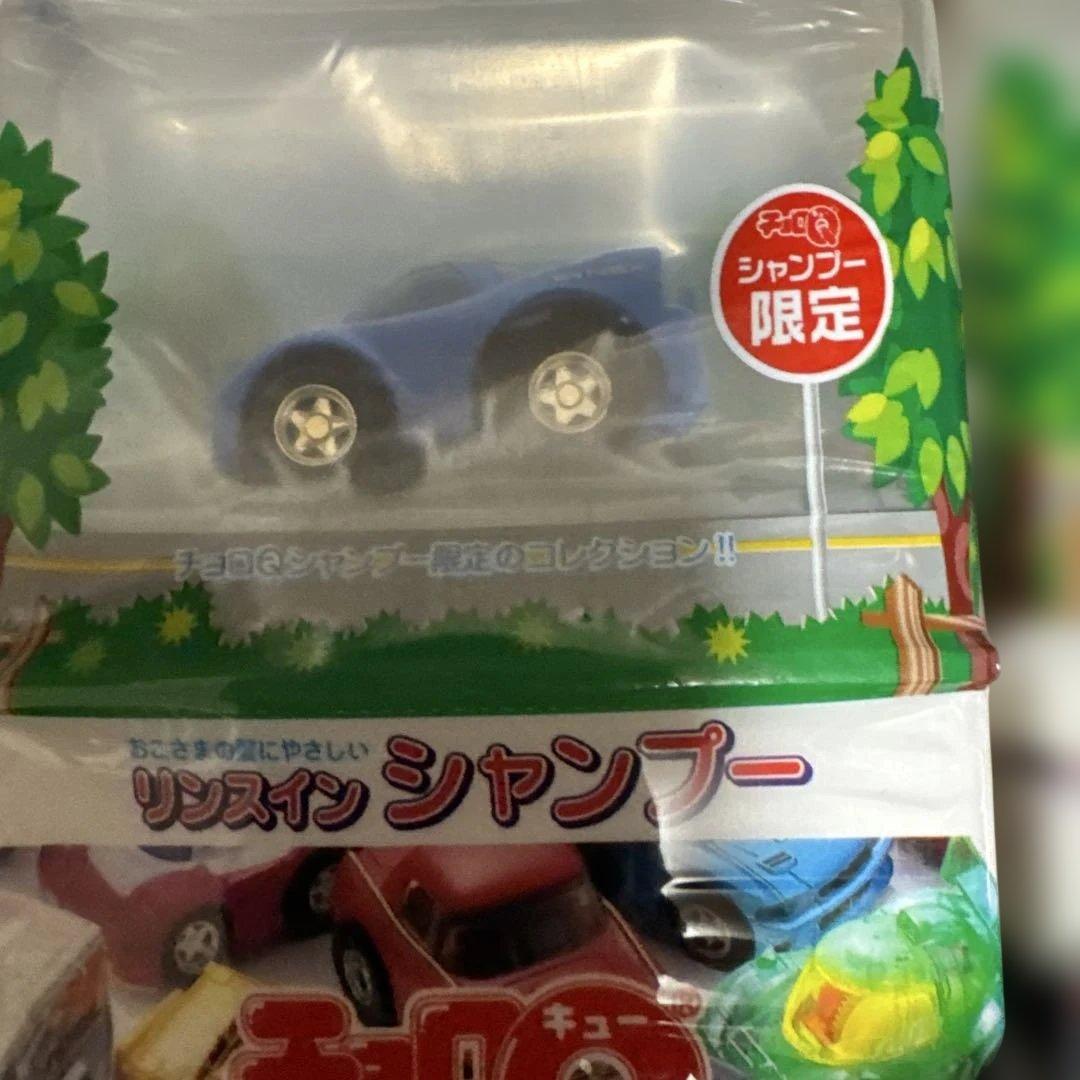 チョロQ
シャンプー
限定
チョロQシャンプー限定のコレクション!!
おこさまの髪にやさしい
リンスイン シャンプー
チョロQ
キュー
®